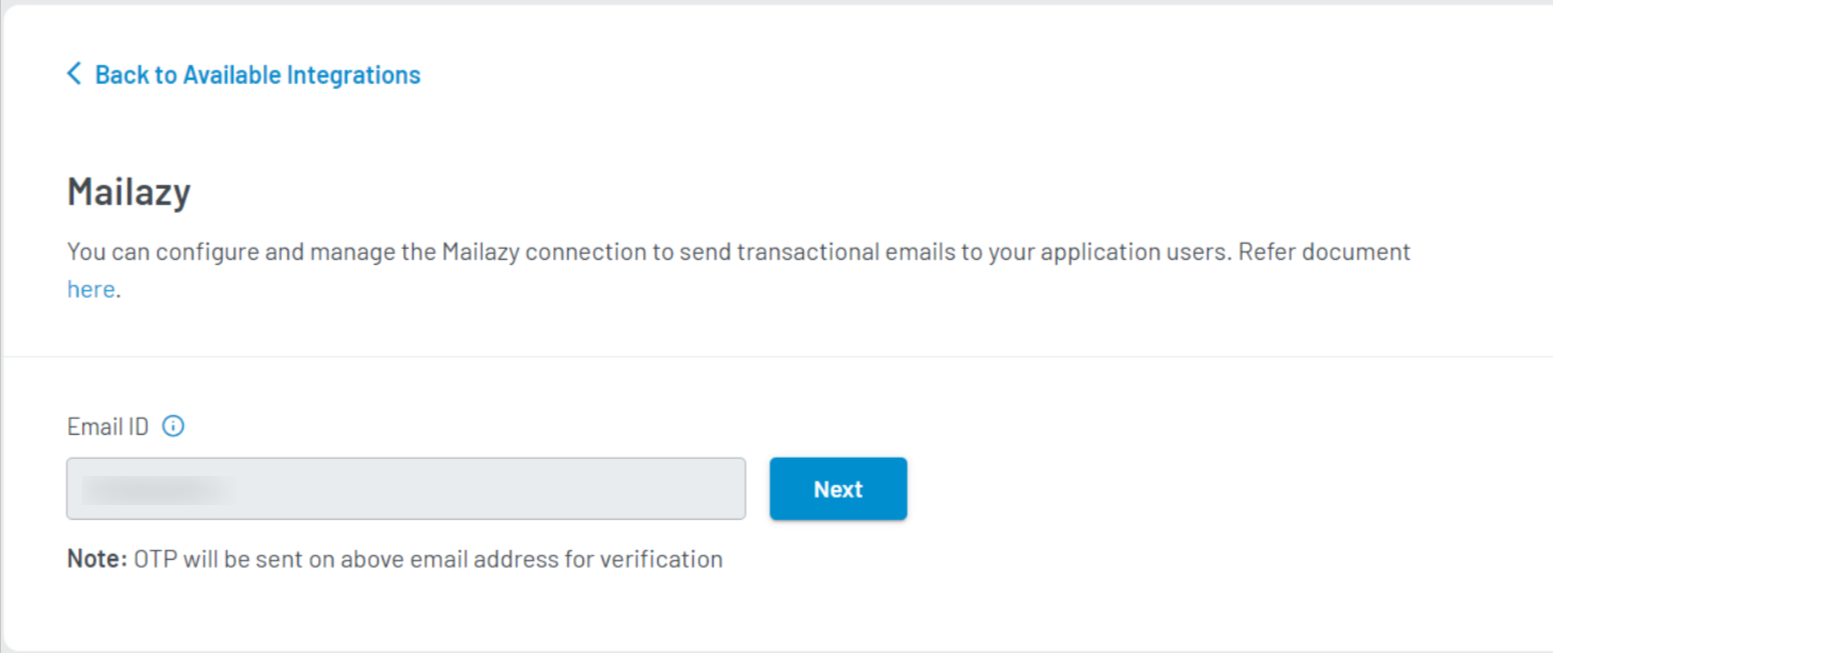 Back to Available Integrations
Mailazy
You can configure and manage the Mailazy connection to send transactional emails to your application users. Refer document
here.
Email ID
Next
Note: OTP will be sent on above email address for verification